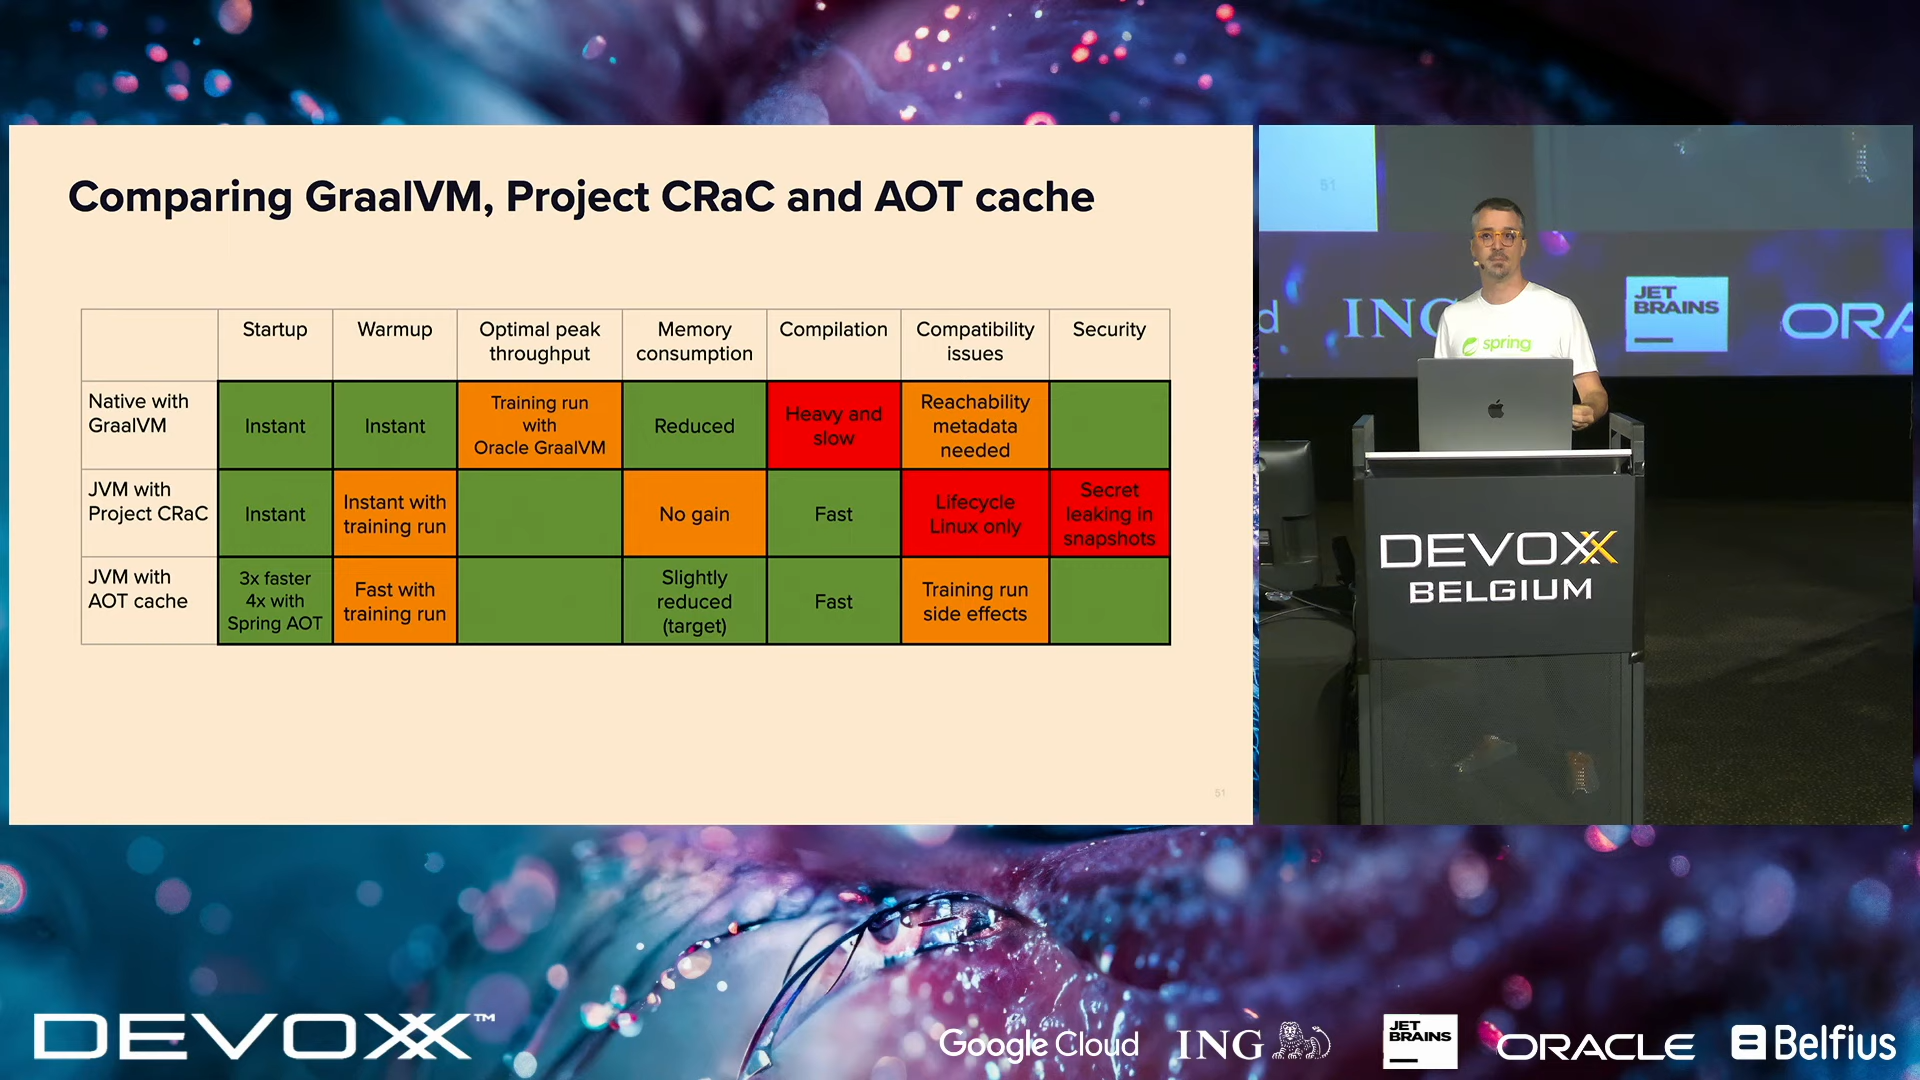 Comparing GraalVM, Project CRaC and AOT cache
Startup
Warmup
Optimal peak
throughput
Memory
consumption
Compilation
Compatibility
issues
Security
Native with
GraalVM
Instant
Instant
Training run
with
Oracle GraalVM
Reduced
Heavy and
slow
Reachability
metadata
needed
JVM with
Project CRaC
Instant
Instant with
training run
No gain
Fast
Lifecycle
Linux only
Secret
leaking in
snapshots
JVM with
AOT cache
3x faster
4x with
Spring AOT
Fast with
training run
Slightly
reduced
(target)
Fast
Training run
side effects
51
51
d
ING
JET
BRAINS
ORA
spring
DEVOXX
BELGIUM
DEVOXX™
Google Cloud
ING
JET
BRAINS
ORACLE
Belfius